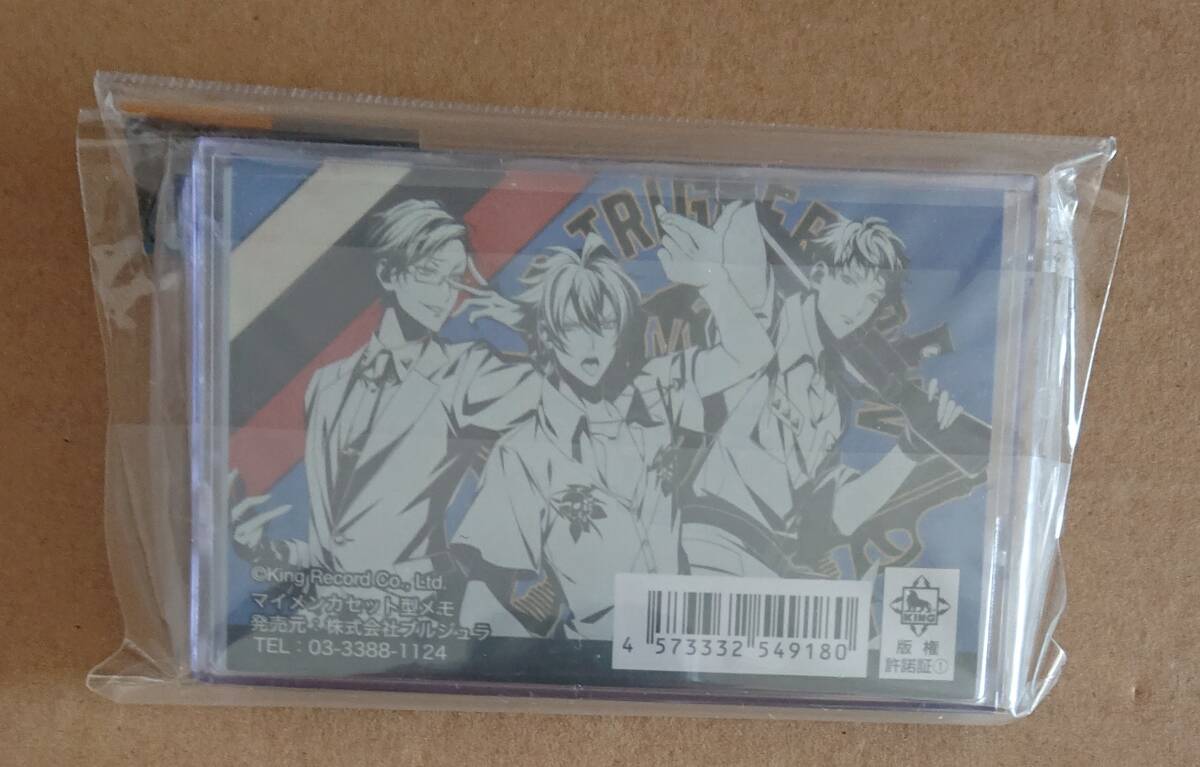 TRIGGER
©King Record Co., Ltd.
マイメンカセット型メモ
発売元：株式会社ブルジュラ
TEL：03-3388-1124
4 573332 549180
KING
版 権
許諾証①